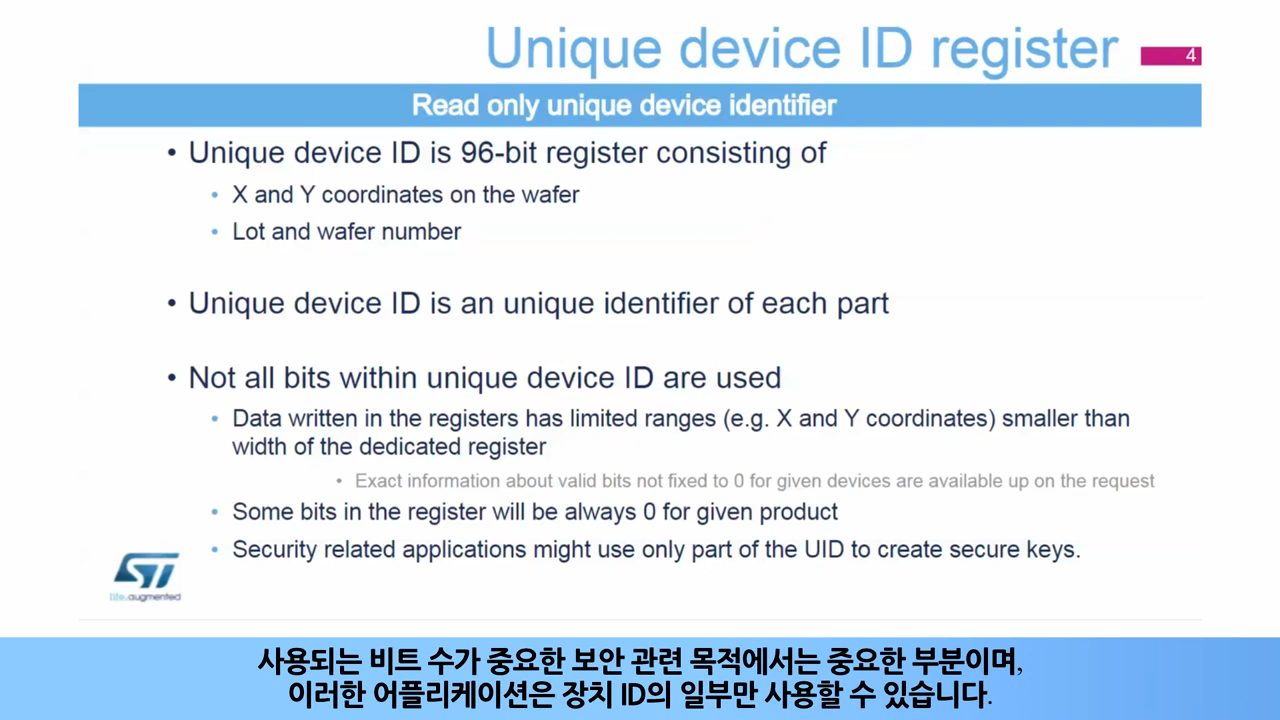 Unique device ID register
4
Read only unique device identifier
• Unique device ID is 96-bit register consisting of
• X and Y coordinates on the wafer
• Lot and wafer number
• Unique device ID is an unique identifier of each part
• Not all bits within unique device ID are used
• Data written in the registers has limited ranges (e.g. X and Y coordinates) smaller than
width of the dedicated register
• Exact information about valid bits not fixed to 0 for given devices are available up on the request
• Some bits in the register will be always 0 for given product
• Security related applications might use only part of the UID to create secure keys.
ST
life.augmented
사용되는 비트 수가 중요한 보안 관련 목적에서는 중요한 부분이며,
이러한 어플리케이션은 장치 ID의 일부만 사용할 수 있습니다.